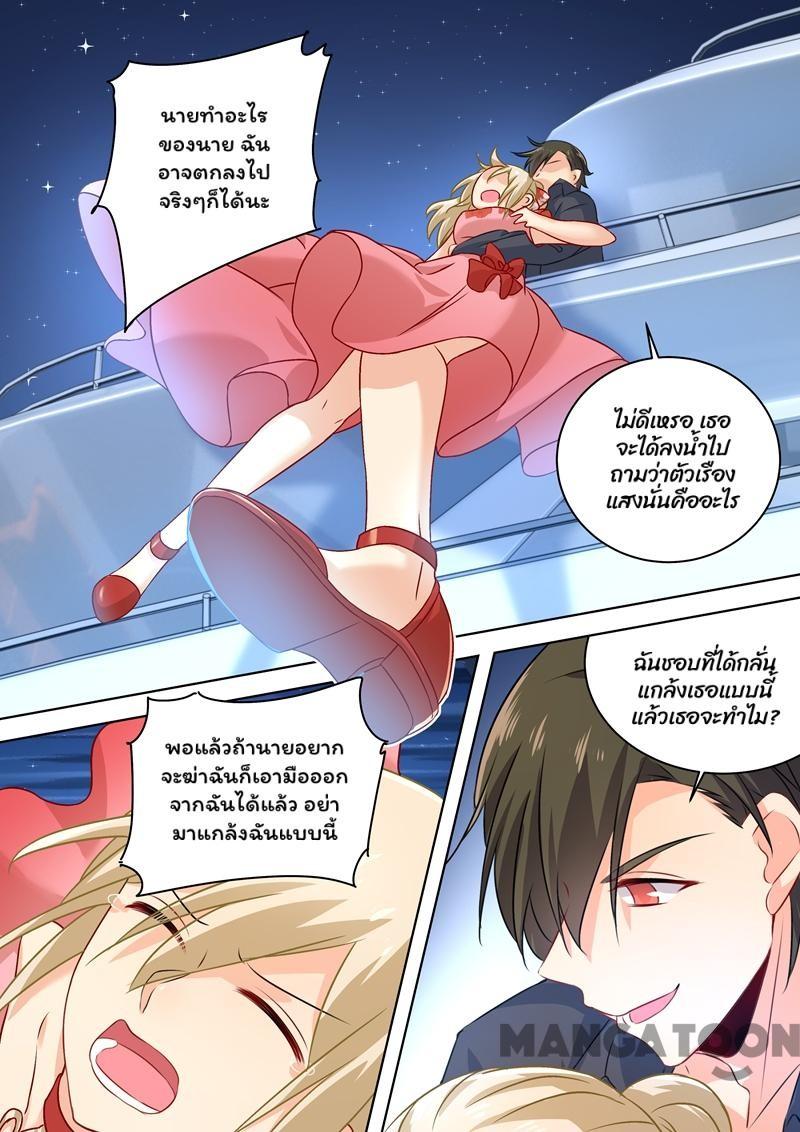 นายทำอะไร
ของนาย ฉัน
อาจตกลงไป
จริงๆก็ได้นะ
ไม่ดีเหรอ เธอ
จะได้ลงน้ำไป
ถามว่าตัวเรือง
แสงนั่นคืออะไร
ฉันชอบที่ได้กลั่น
แกล้งเธอแบบนี้
แล้วเธอจะทำไม?
พอแล้วถ้านายอยาก
จะฆ่าฉันก็เอามือออก
จากฉันได้แล้ว อย่า
มาแกล้งฉันแบบนี้
MANGATOON